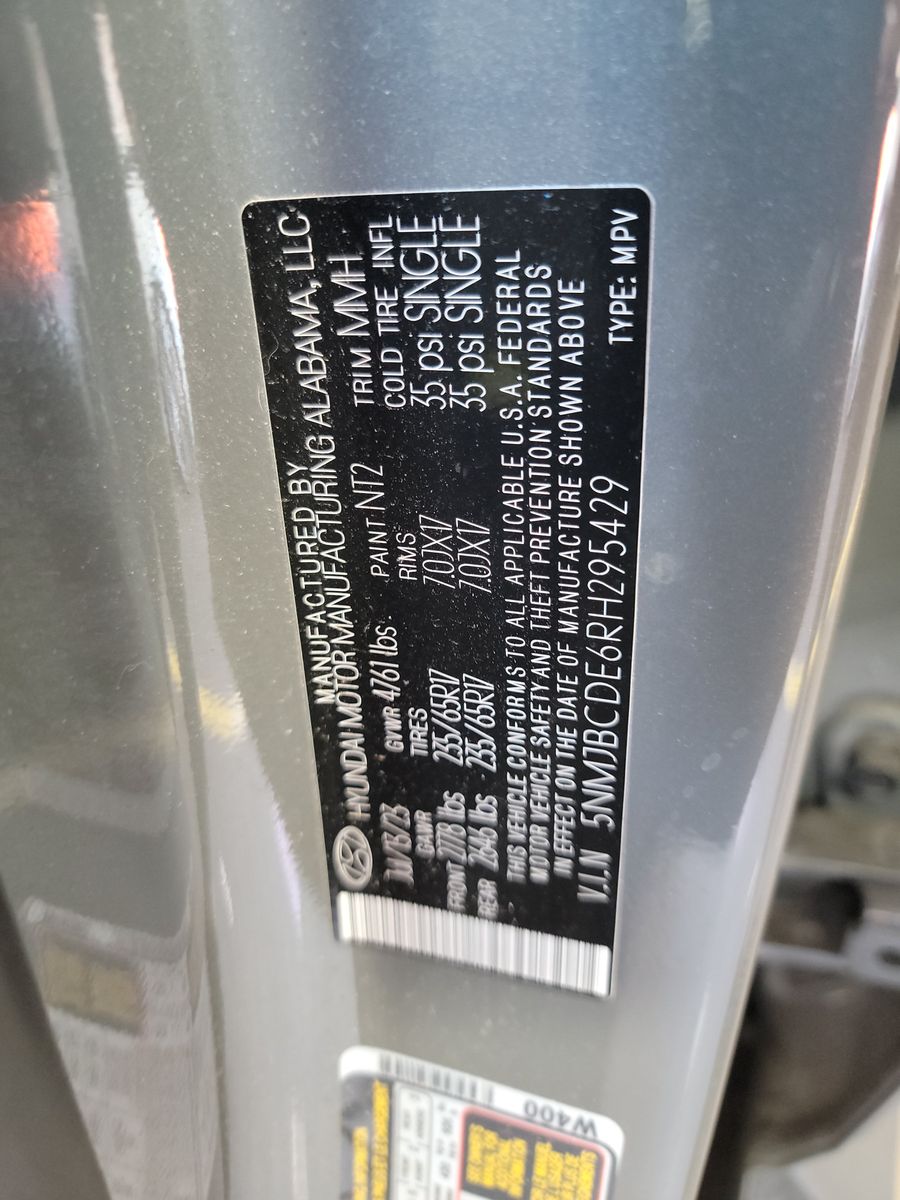 MANUFACTURED BY
HYUNDAI MOTOR MANUFACTURING ALABAMA, LLC
GVWR 4761 lbs PAINT NT2 TRIM MMH
GAWR TIRES RIMS COLD TIRE INFL
FRONT 2778 lbs 235/65R17 7.0JX17 35 psi SINGLE
REAR 2646 lbs 235/65R17 7.0JX17 35 psi SINGLE
THIS VEHICLE CONFORMS TO ALL APPLICABLE U.S.A. FEDERAL
MOTOR VEHICLE SAFETY AND THEFT PREVENTION STANDARDS
IN EFFECT ON THE DATE OF MANUFACTURE SHOWN ABOVE
V.I.N 5NMJBCDE6RH295429
TYPE: MPV
W400